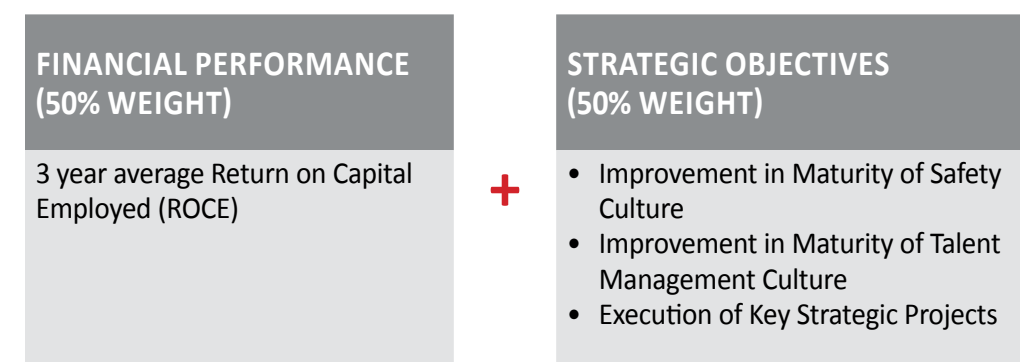 FINANCIAL PERFORMANCE
(50% WEIGHT)
3 year average Return on Capital
Employed (ROCE)
+
STRATEGIC OBJECTIVES
(50% WEIGHT)
• Improvement in Maturity of Safety
Culture
• Improvement in Maturity of Talent
Management Culture
• Execution of Key Strategic Projects